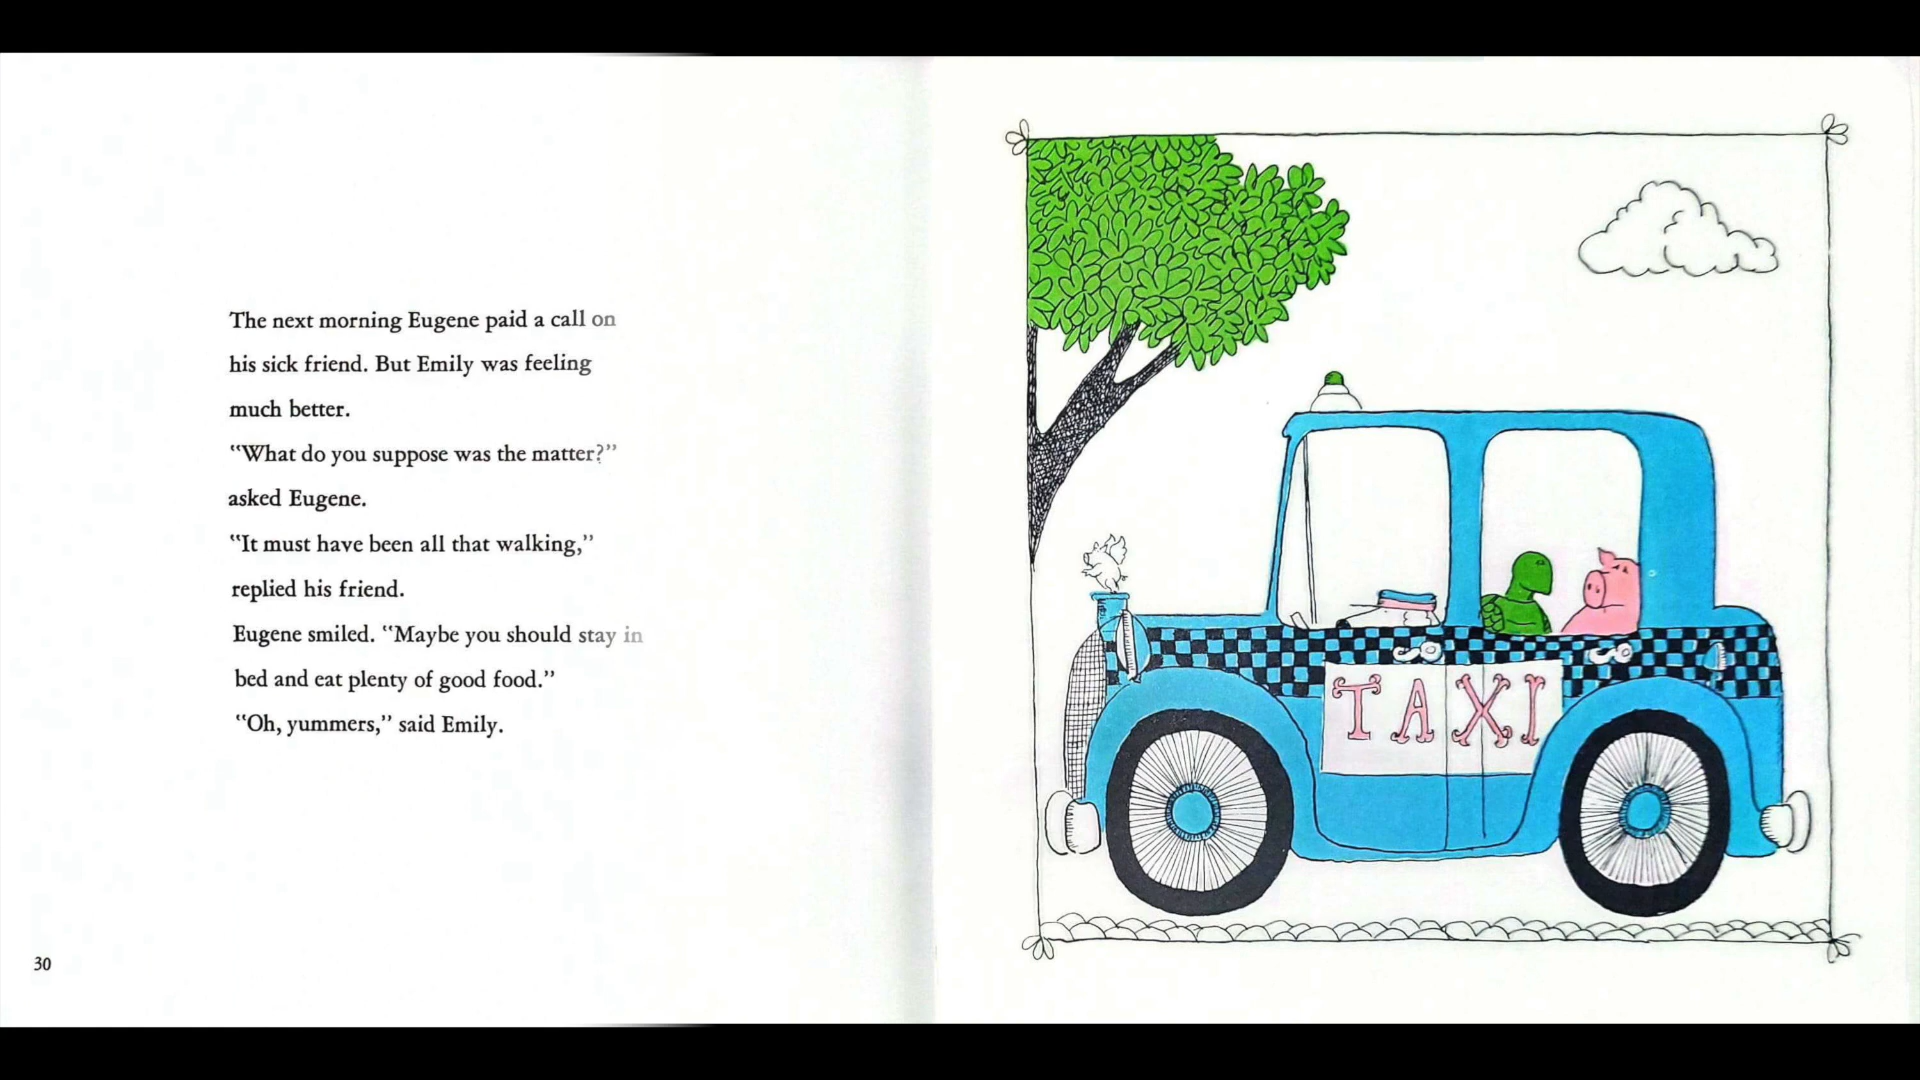 The next morning Eugene paid a call on
his sick friend. But Emily was feeling
much better.
“What do you suppose was the matter?”
asked Eugene.
“It must have been all that walking,”
replied his friend.
Eugene smiled. “Maybe you should stay in
bed and eat plenty of good food.”
“Oh, yummers,” said Emily.
30
TAXI